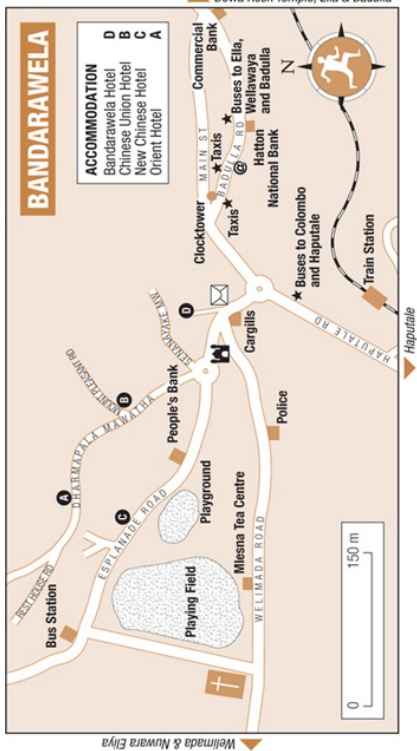 BANDARAWELA
ACCOMMODATION
Bandarawela Hotel D
Chinese Union Hotel B
New Chinese Hotel C
Orient Hotel A
Dowa Rock Temple, Ella & Badulla
Commercial
Bank
Buses to Ella,
Wellawaya
and Badulla
N
MAIN ST
Taxis
BADULLA RD
@
Hatton
National Bank
Taxis
Clocktower
Buses to Colombo
and Haputale
Train Station
HAPUTALE RD
Haputale
SENANAYAKE MW
D
Cargills
MOUNT PLEASANT RD
B
DHARMAPALA MAWATHA
People's Bank
Police
A
C
ESPLANADE ROAD
Playground
REST HOUSE RD
Bus Station
Playing Field
Mlesna Tea Centre
WELIMADA ROAD
0 150 m
Welimada & Nuwara Eliya